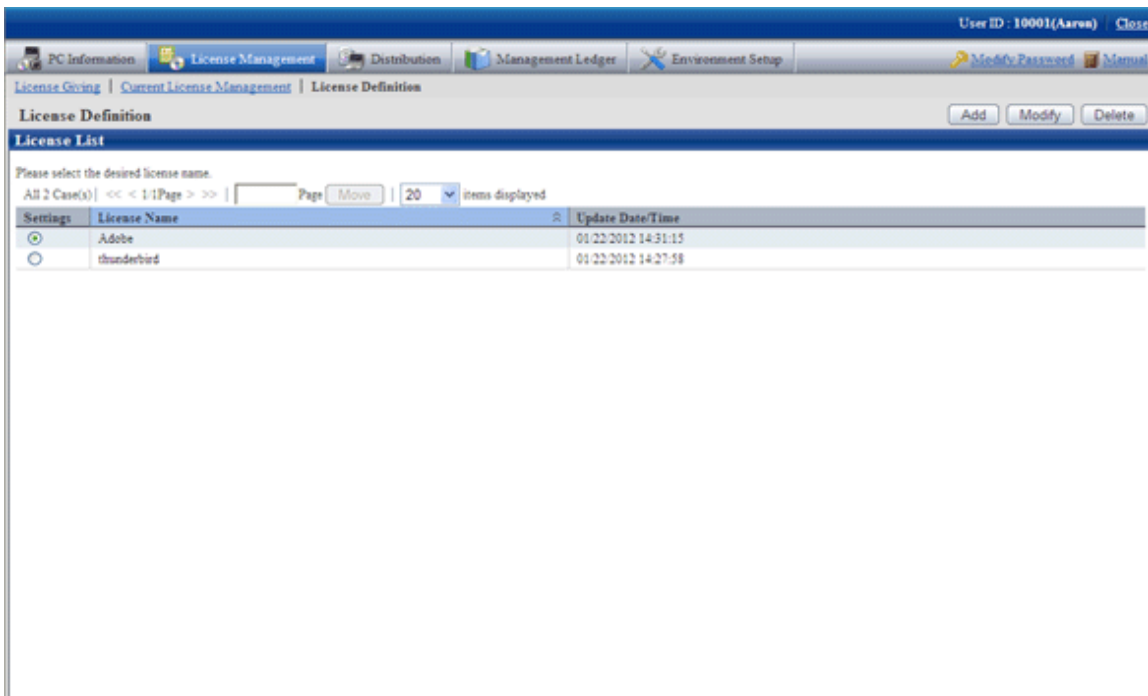 User ID : 10001(Aaron) Close
PC Information License Management Distribution Management Ledger Environment Setup Modify Password Manual
License Giving | Current License Management | License Definition
License Definition Add Modify Delete
License List
Please select the desired license name.
All 2 Case(s)| << < 1/1Page > >> | Page Move | 20 items displayed
Settings License Name Update Date/Time
Adobe 01/22/2012 14:31:15
thunderbird 01/22/2012 14:27:58